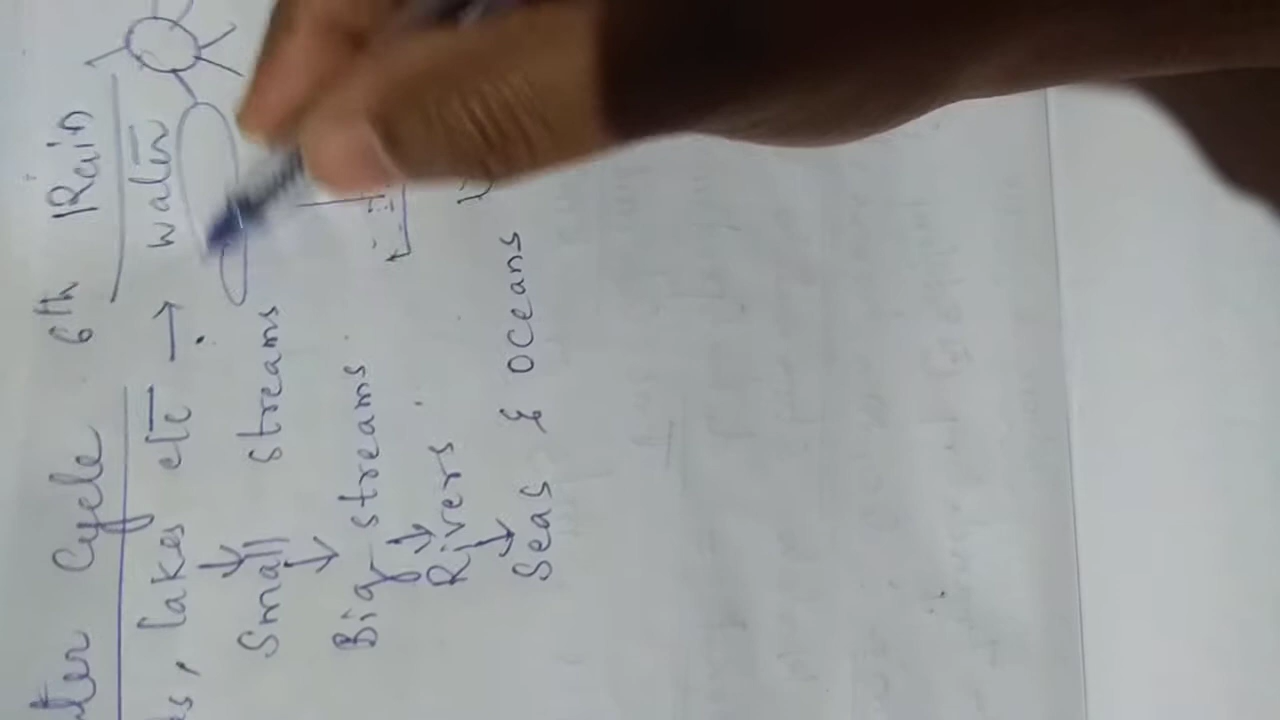 Cycle 6th Rain
, lakes etc → water
↓
Small streams
↓
Big streams
↓
Rivers
↓
Seas & oceans